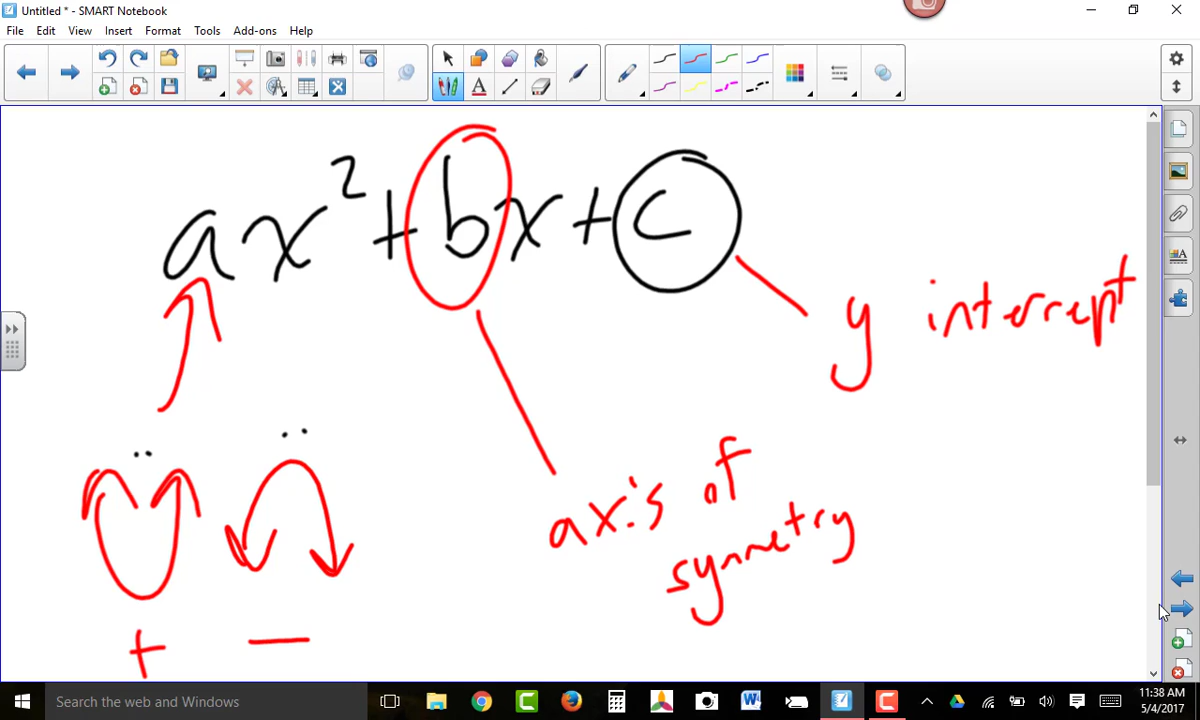 Untitled * - SMART Notebook
File Edit View Insert Format Tools Add-ons Help
ax²+bx+c
y interrept
axis of
symmetry
+ −
Search the web and Windows
11:38 AM
5/4/2017